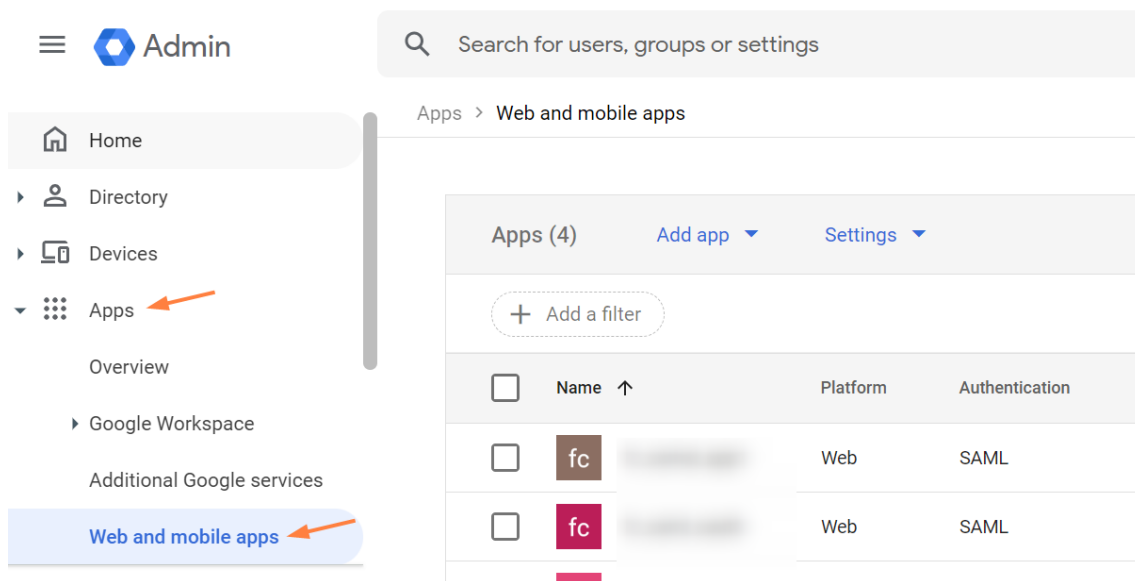 Admin
Search for users, groups or settings
Apps > Web and mobile apps
Home
Directory
Devices
Apps
Overview
Google Workspace
Additional Google services
Web and mobile apps
Apps (4) Add app Settings
Add a filter
Name Platform Authentication
fc Web SAML
fc Web SAML